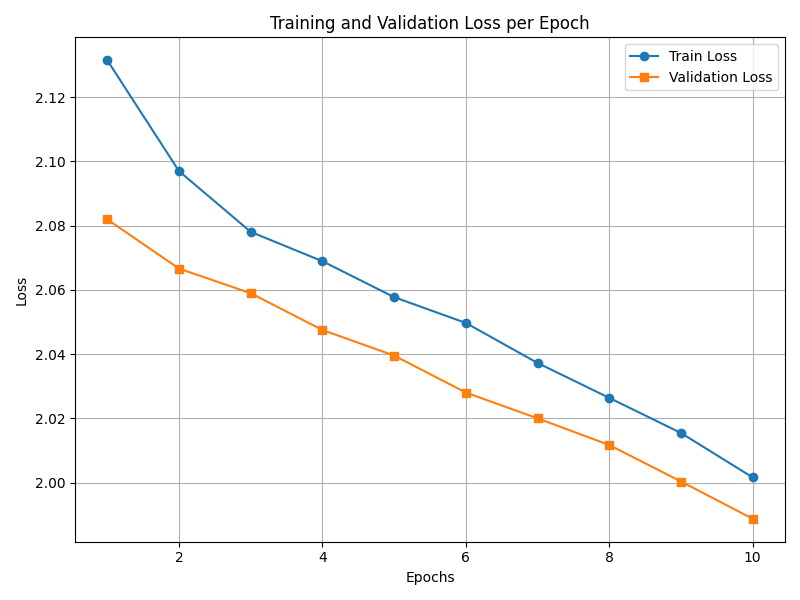 Training and Validation Loss per Epoch
Train Loss
Validation Loss
2.12
2.10
2.08
2.06
2.04
2.02
2.00
Loss
2 4 6 8 10
Epochs